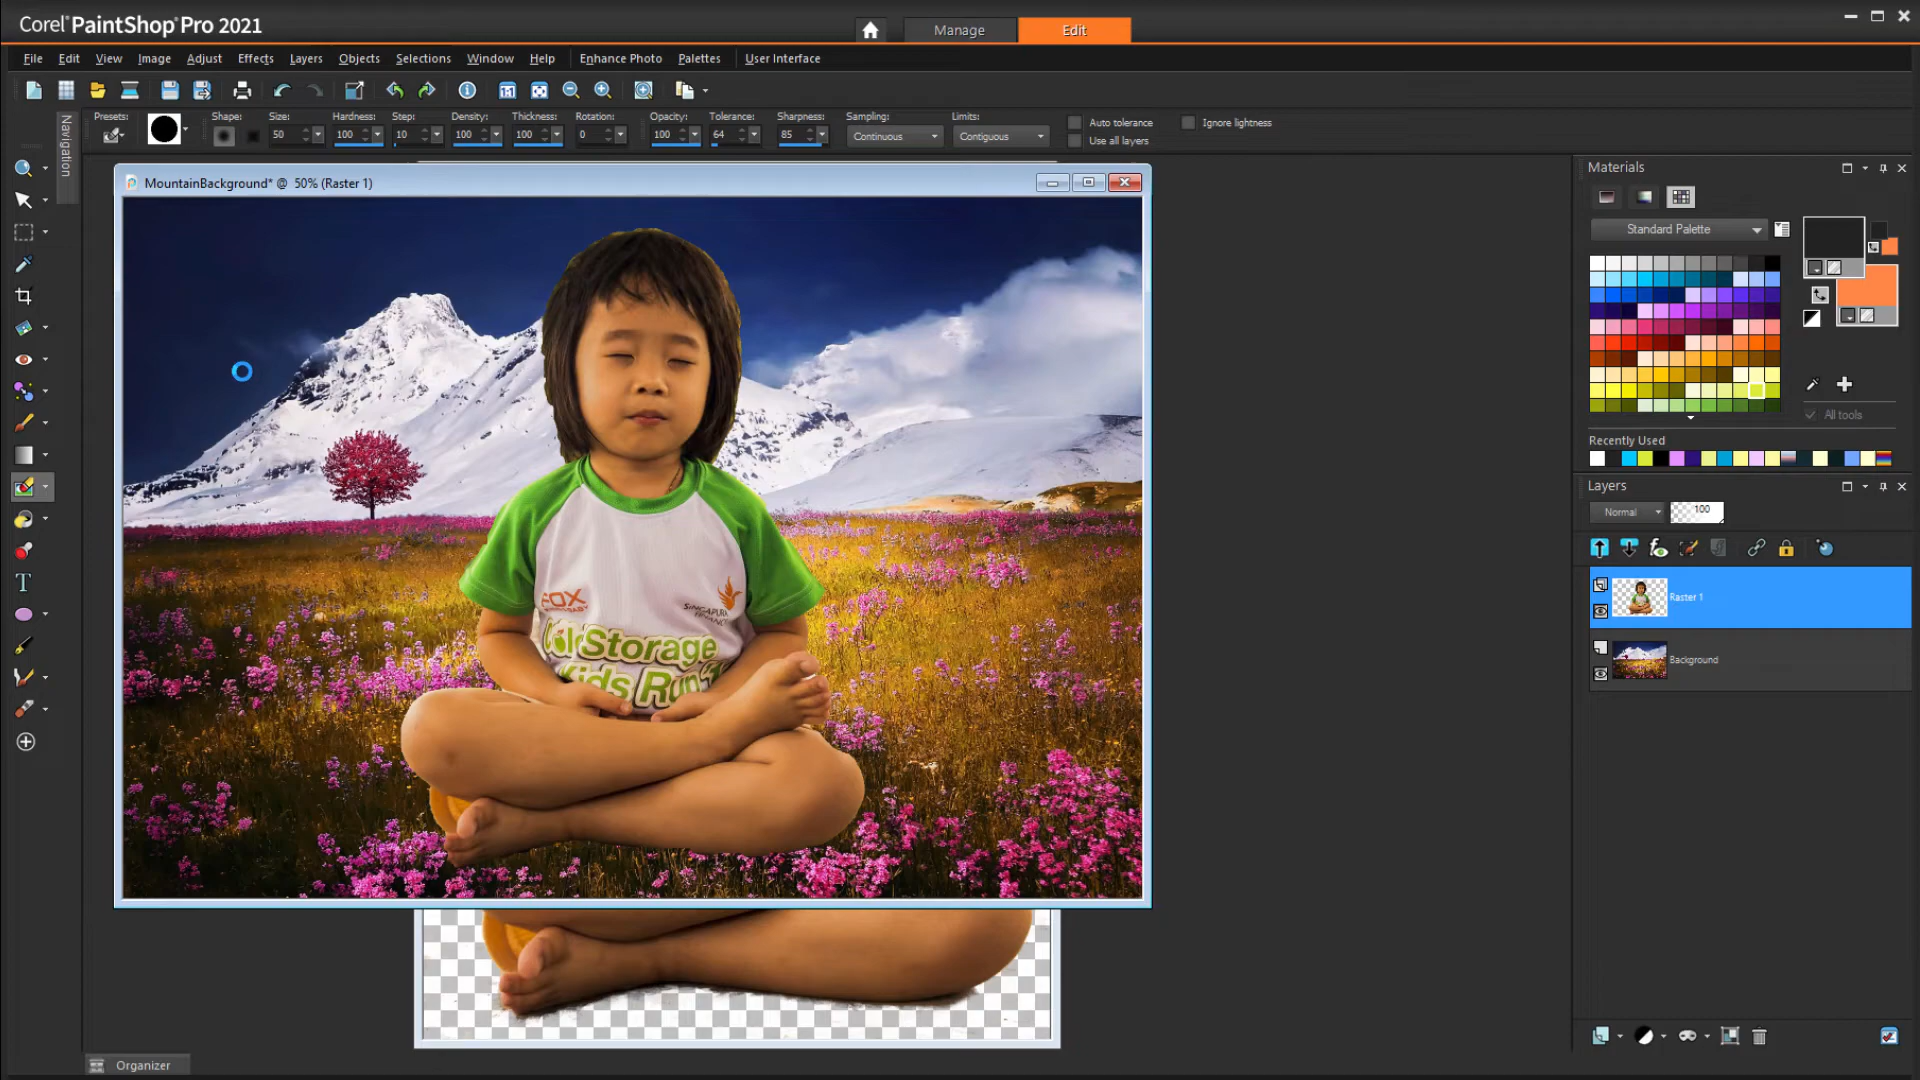 Corel® PaintShop® Pro 2021
Manage
Edit
File Edit View Image Adjust Effects Layers Objects Selections Window Help Enhance Photo Palettes User Interface
Presets: Shape: Size: Hardness: Step: Density: Thickness: Rotation: Opacity: Tolerance: Sharpness: Sampling: Limits:
50 100 10 100 100 0 100 64 85 Continuous Contiguous
Auto tolerance
Use all layers
Ignore lightness
Navigation
MountainBackground* @ 50% (Raster 1)
SINGAPURA
FINANCE
Storage
Kids Run
Materials
Standard Palette
All tools
Recently Used
Layers
Normal
100
Raster 1
Background
Organizer